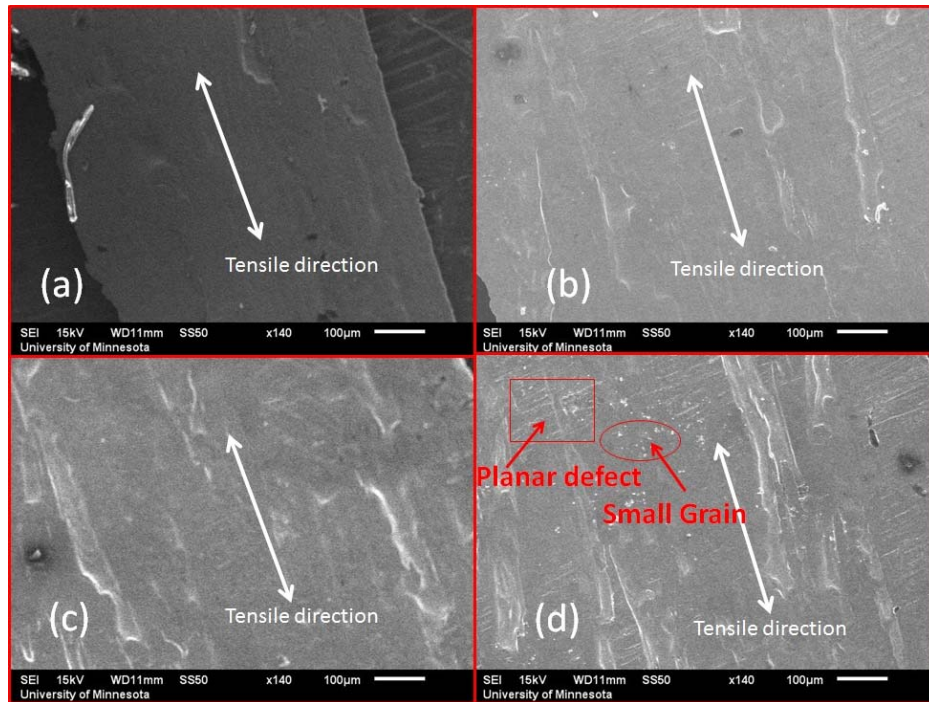 Tensile direction
(a)
SEI 15kV WD11mm SS50 x140 100μm
University of Minnesota
Tensile direction
(b)
SEI 15kV WD11mm SS50 x140 100μm
University of Minnesota
Tensile direction
(c)
SEI 15kV WD11mm SS50 x140 100μm
University of Minnesota
Planar defect
Small Grain
Tensile direction
(d)
SEI 15kV WD11mm SS50 x140 100μm
University of Minnesota